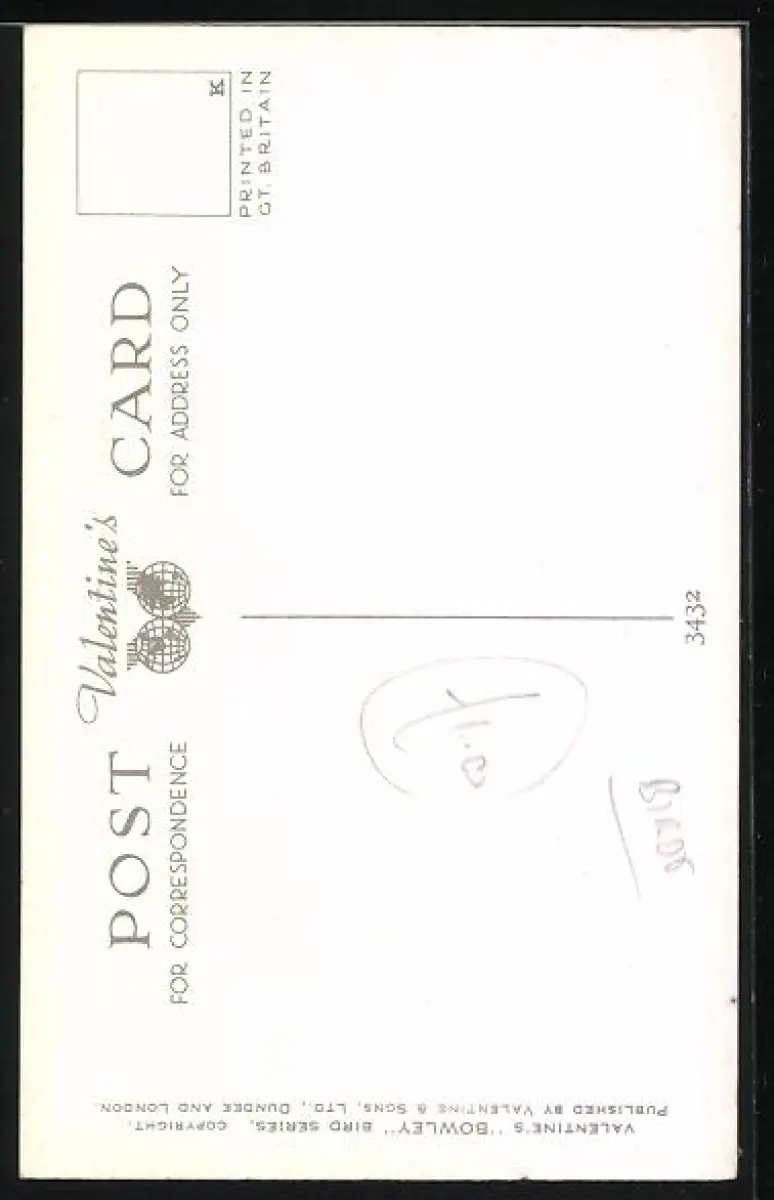 POST Valentine's CARD
FOR CORRESPONDENCE
FOR ADDRESS ONLY
K
PRINTED IN
GT. BRITAIN
3432
BIRDS
VALENTINE'S "BOWLEY" BIRD SERIES, COPYRIGHT.
PUBLISHED BY VALENTINE & SONS, LTD., DUNDEE AND LONDON.